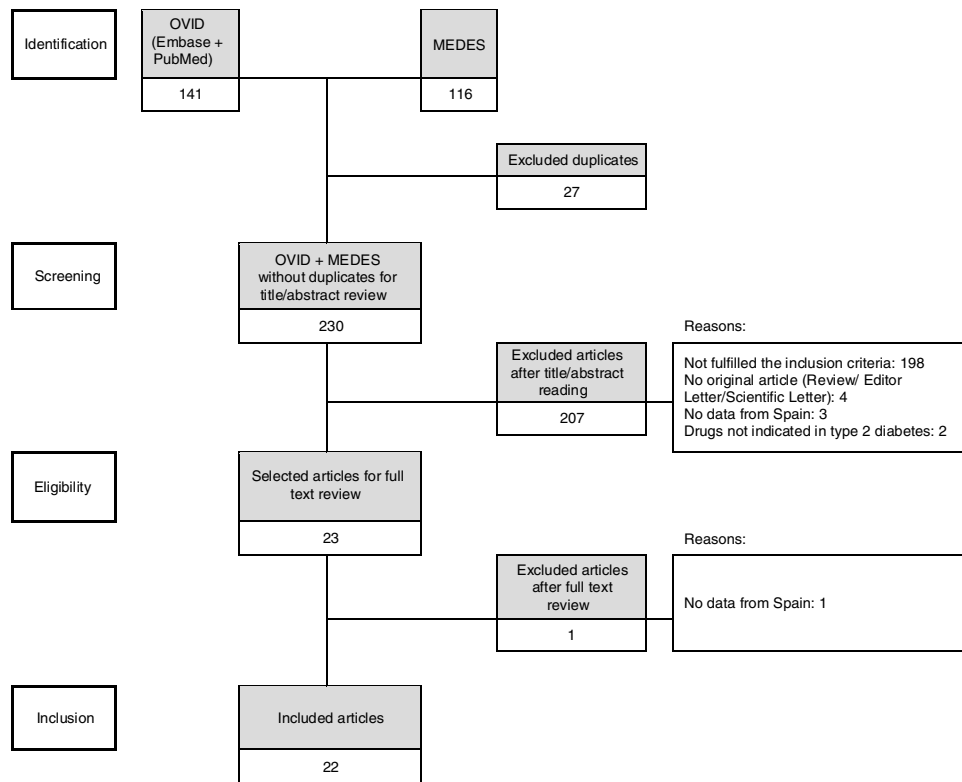 Identification
OVID
(Embase +
PubMed)
141
MEDES
116
Excluded duplicates
27
Screening
OVID + MEDES
without duplicates for
title/abstract review
230
Excluded articles
after title/abstract
reading
207
Reasons:
Not fulfilled the inclusion criteria: 198
No original article (Review/ Editor
Letter/Scientific Letter): 4
No data from Spain: 3
Drugs not indicated in type 2 diabetes: 2
Eligibility
Selected articles for full
text review
23
Excluded articles
after full text
review
1
Reasons:
No data from Spain: 1
Inclusion
Included articles
22